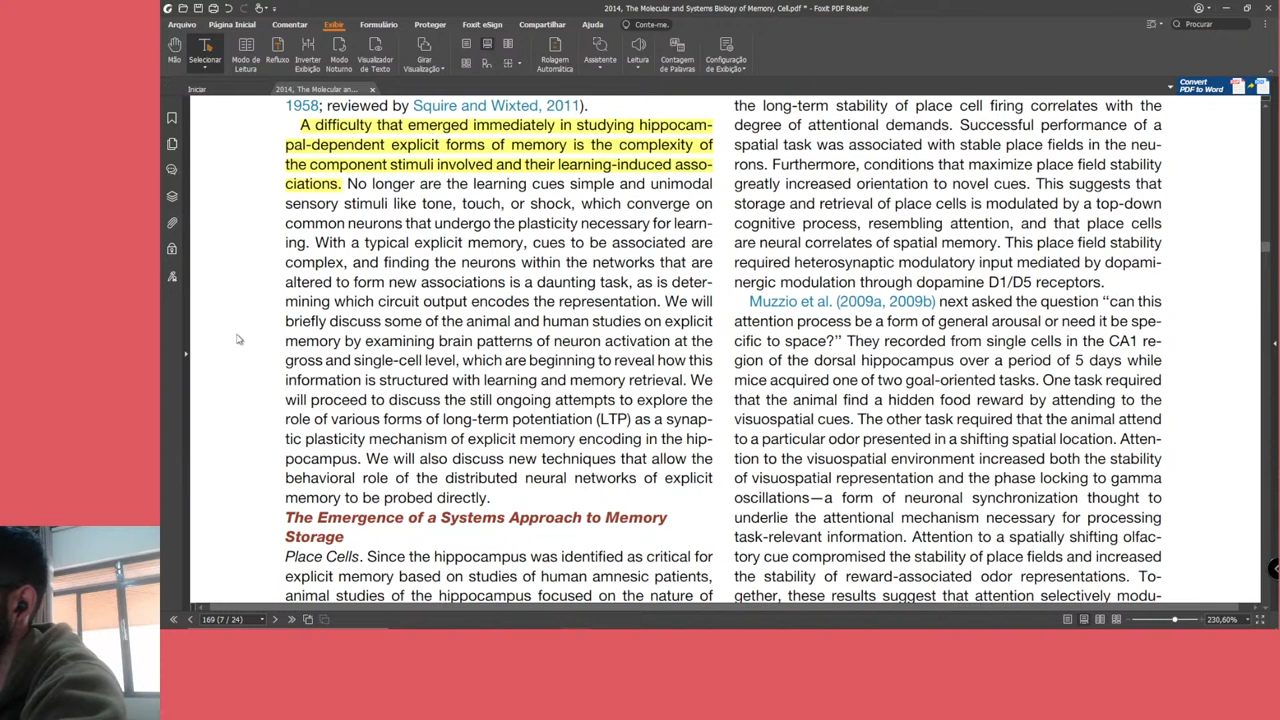 2014, The Molecular and Systems Biology of Memory, Cell.pdf * - Foxit PDF Reader
Arquivo Página Inicial Comentar Exibir Formulário Proteger Foxit eSign Compartilhar Ajuda Conte-me. Procurar
Mão Selecionar Modo de Leitura Refluxo Inverter Exibição Modo Noturno Visualizador de Texto Girar Visualização Rolagem Automática Assistente Leitura Contagem de Palavras Configuração de Exibição
Iniciar 2014, The Molecular an... Convert PDF to Word
1958; reviewed by Squire and Wixted, 2011).
A difficulty that emerged immediately in studying hippocam-
pal-dependent explicit forms of memory is the complexity of
the component stimuli involved and their learning-induced asso-
ciations. No longer are the learning cues simple and unimodal
sensory stimuli like tone, touch, or shock, which converge on
common neurons that undergo the plasticity necessary for learn-
ing. With a typical explicit memory, cues to be associated are
complex, and finding the neurons within the networks that are
altered to form new associations is a daunting task, as is deter-
mining which circuit output encodes the representation. We will
briefly discuss some of the animal and human studies on explicit
memory by examining brain patterns of neuron activation at the
gross and single-cell level, which are beginning to reveal how this
information is structured with learning and memory retrieval. We
will proceed to discuss the still ongoing attempts to explore the
role of various forms of long-term potentiation (LTP) as a synap-
tic plasticity mechanism of explicit memory encoding in the hip-
pocampus. We will also discuss new techniques that allow the
behavioral role of the distributed neural networks of explicit
memory to be probed directly.
The Emergence of a Systems Approach to Memory
Storage
Place Cells. Since the hippocampus was identified as critical for
explicit memory based on studies of human amnesic patients,
animal studies of the hippocampus focused on the nature of
the long-term stability of place cell firing correlates with the
degree of attentional demands. Successful performance of a
spatial task was associated with stable place fields in the neu-
rons. Furthermore, conditions that maximize place field stability
greatly increased orientation to novel cues. This suggests that
storage and retrieval of place cells is modulated by a top-down
cognitive process, resembling attention, and that place cells
are neural correlates of spatial memory. This place field stability
required heterosynaptic modulatory input mediated by dopami-
nergic modulation through dopamine D1/D5 receptors.
Muzzio et al. (2009a, 2009b) next asked the question “can this
attention process be a form of general arousal or need it be spe-
cific to space?” They recorded from single cells in the CA1 re-
gion of the dorsal hippocampus over a period of 5 days while
mice acquired one of two goal-oriented tasks. One task required
that the animal find a hidden food reward by attending to the
visuospatial cues. The other task required that the animal attend
to a particular odor presented in a shifting spatial location. Atten-
tion to the visuospatial environment increased both the stability
of visuospatial representation and the phase locking to gamma
oscillations—a form of neuronal synchronization thought to
underlie the attentional mechanism necessary for processing
task-relevant information. Attention to a spatially shifting olfac-
tory cue compromised the stability of place fields and increased
the stability of reward-associated odor representations. To-
gether, these results suggest that attention selectively modu-
169 (7 / 24) 230,60%